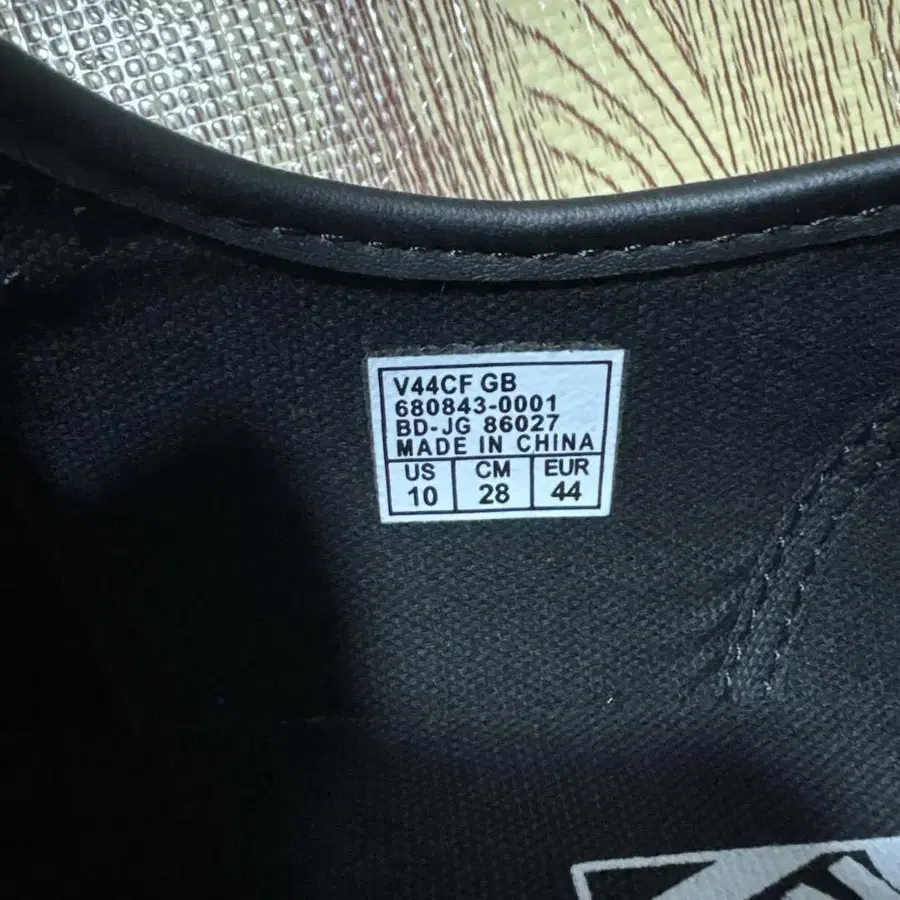 V44CF GB
680843-0001
BD-JG 86027
MADE IN CHINA
US CM EUR
10 28 44